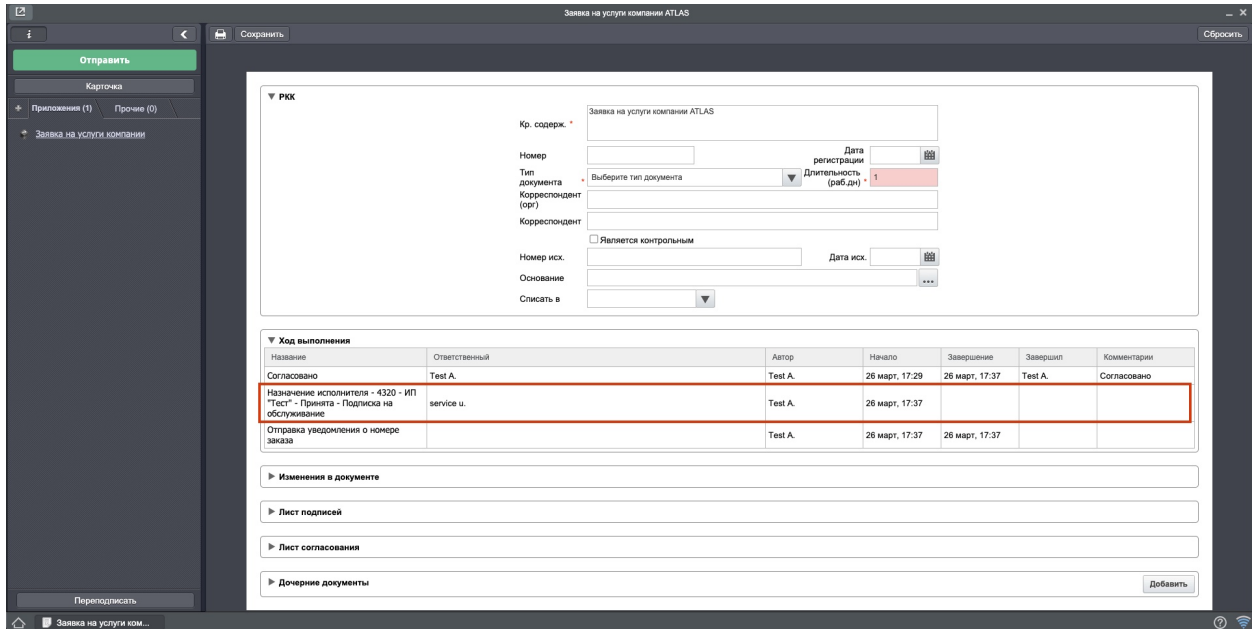 Заявка на услуги компании ATLAS
Сохранить
Сбросить
Отправить
Карточка
Приложения (1)
Прочие (0)
Заявка на услуги компании
РКК
Кр. содерж. *
Заявка на услуги компании ATLAS
Номер
Дата
регистрации
Тип
документа *
Выберите тип документа
Длительность
(раб.дн) *
1
Корреспондент
(орг)
Корреспондент
Является контрольным
Номер исх.
Дата исх.
Основание
...
Списать в
Ход выполнения
Название Ответственный Автор Начало Завершение Завершил Комментарии
Согласовано Test A. Test A. 26 март, 17:29 26 март, 17:37 Test A. Согласовано
Назначение исполнителя - 4320 - ИП
"Тест" - Принята - Подписка на
обслуживание
service u. Test A. 26 март, 17:37
Отправка уведомления о номере
заказа
Test A. 26 март, 17:37 26 март, 17:37
Изменения в документе
Лист подписей
Лист согласования
Дочерние документы
Добавить
Переподписать
Заявка на услуги ком...